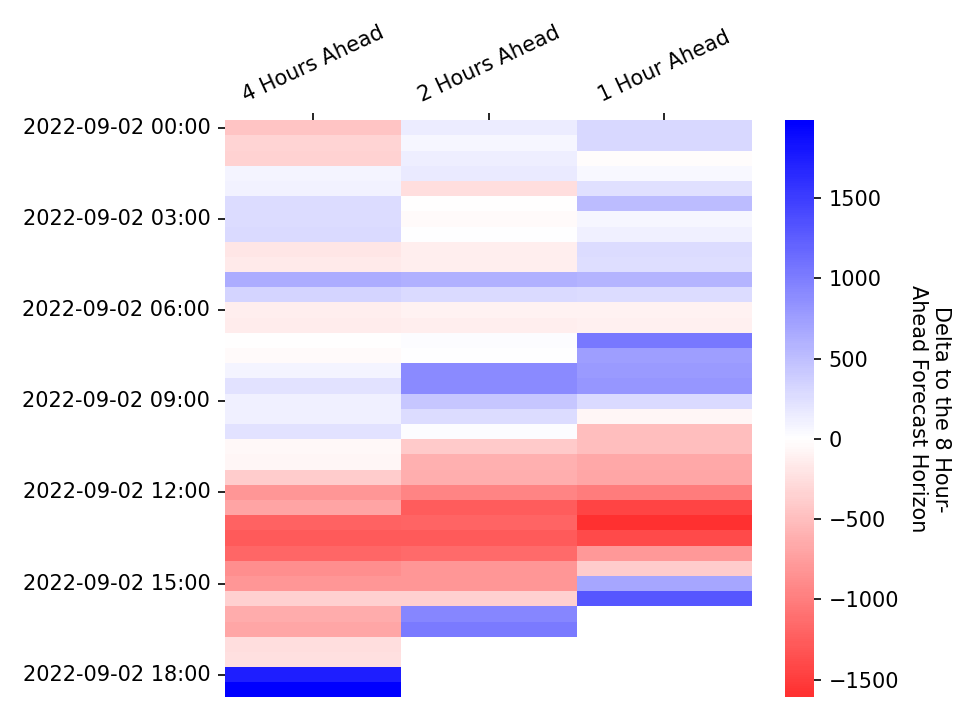 4 Hours Ahead
2 Hours Ahead
1 Hour Ahead
2022-09-02 00:00
2022-09-02 03:00
2022-09-02 06:00
2022-09-02 09:00
2022-09-02 12:00
2022-09-02 15:00
2022-09-02 18:00
1500
1000
500
0
−500
−1000
−1500
Delta to the 8 Hour-
Ahead Forecast Horizon